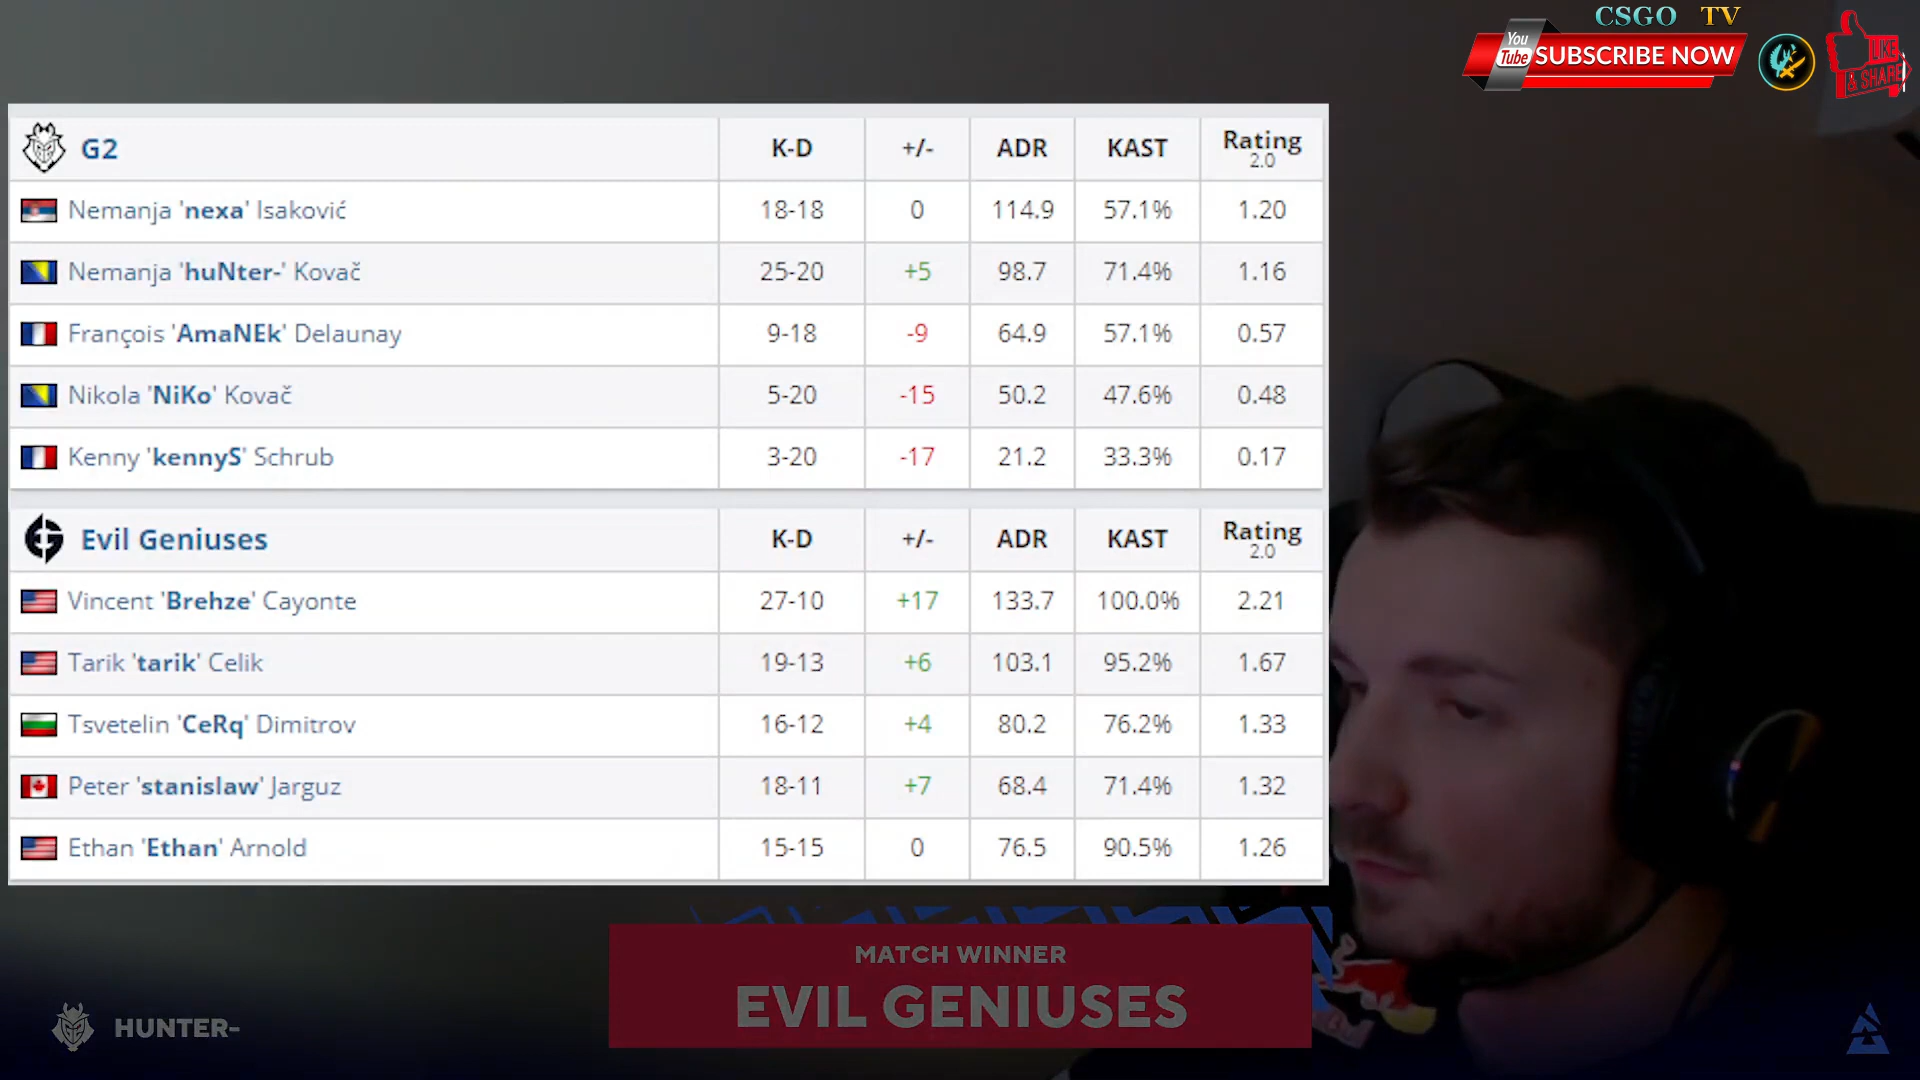 CSGO TV
You
Tube SUBSCRIBE NOW
LIKE
& SHARE
G2 K-D +/- ADR KAST Rating 2.0
Nemanja 'nexa' Isaković 18-18 0 114.9 57.1% 1.20
Nemanja 'huNter-' Kovač 25-20 +5 98.7 71.4% 1.16
François 'AmaNEk' Delaunay 9-18 -9 64.9 57.1% 0.57
Nikola 'NiKo' Kovač 5-20 -15 50.2 47.6% 0.48
Kenny 'kennyS' Schrub 3-20 -17 21.2 33.3% 0.17
Evil Geniuses K-D +/- ADR KAST Rating 2.0
Vincent 'Brehze' Cayonte 27-10 +17 133.7 100.0% 2.21
Tarik 'tarik' Celik 19-13 +6 103.1 95.2% 1.67
Tsvetelin 'CeRq' Dimitrov 16-12 +4 80.2 76.2% 1.33
Peter 'stanislaw' Jarguz 18-11 +7 68.4 71.4% 1.32
Ethan 'Ethan' Arnold 15-15 0 76.5 90.5% 1.26
MATCH WINNER
EVIL GENIUSES
HUNTER-